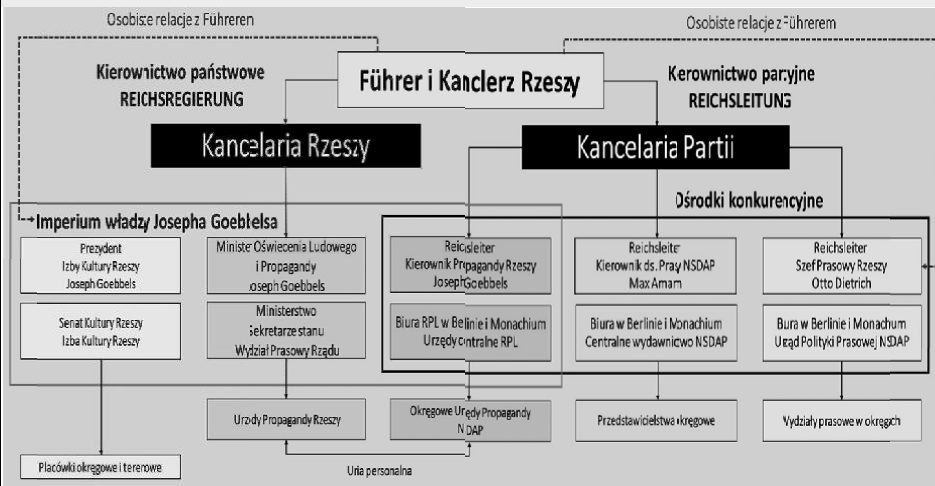 Osobiste relacje z Führeren
Osobiste relacje z Führerem
Kierownictwo państwowe
REICHSREGIERUNG
Führer i Kanclerz Rzeszy
Kerownictwo partyjne
REICHSLEITUNG
Kancelaria Rzeszy
Kancelaria Partii
Ośrodki konkurencyjne
Imperium władzy Josepha Goebbelsa
Prezydent
Izby Kultury Rzeszy
Joseph Goebbels
Ministe Oświecenia Ludowego
i Propagandy
Joseph Goebbels
Reichsleiter
Kierownik Propagandy Rzeszy
Joseph Goebbels
Reichsleiter
Kierownik ds. Prasy NSDAP
Max Amam
Reichsleiter
Szef Prasowy Rzeszy
Otto Dietrich
Senat Kultury Rzeszy
Izba Kultury Rzeszy
Ministerstwo
Sekretarze stanu
Wydział Prasowy Rządu
Biura RPL w Berlinie i Monachium
Urzędy centralne RPL
Biura w Berlinie i Monachium
Centralne wydawnictwo NSDAP
Biura w Berlinie i Monachum
Urząd Polityki Prasowej NSDAP
Urzędy Propagandy Rzeszy
Okręgowe Urzędy Propagandy
NSDAP
Przedstawicielstwa okręgowe
Wydziały prasowe w okręgach
Placówki okręgowe i terenowe
Uria personalna